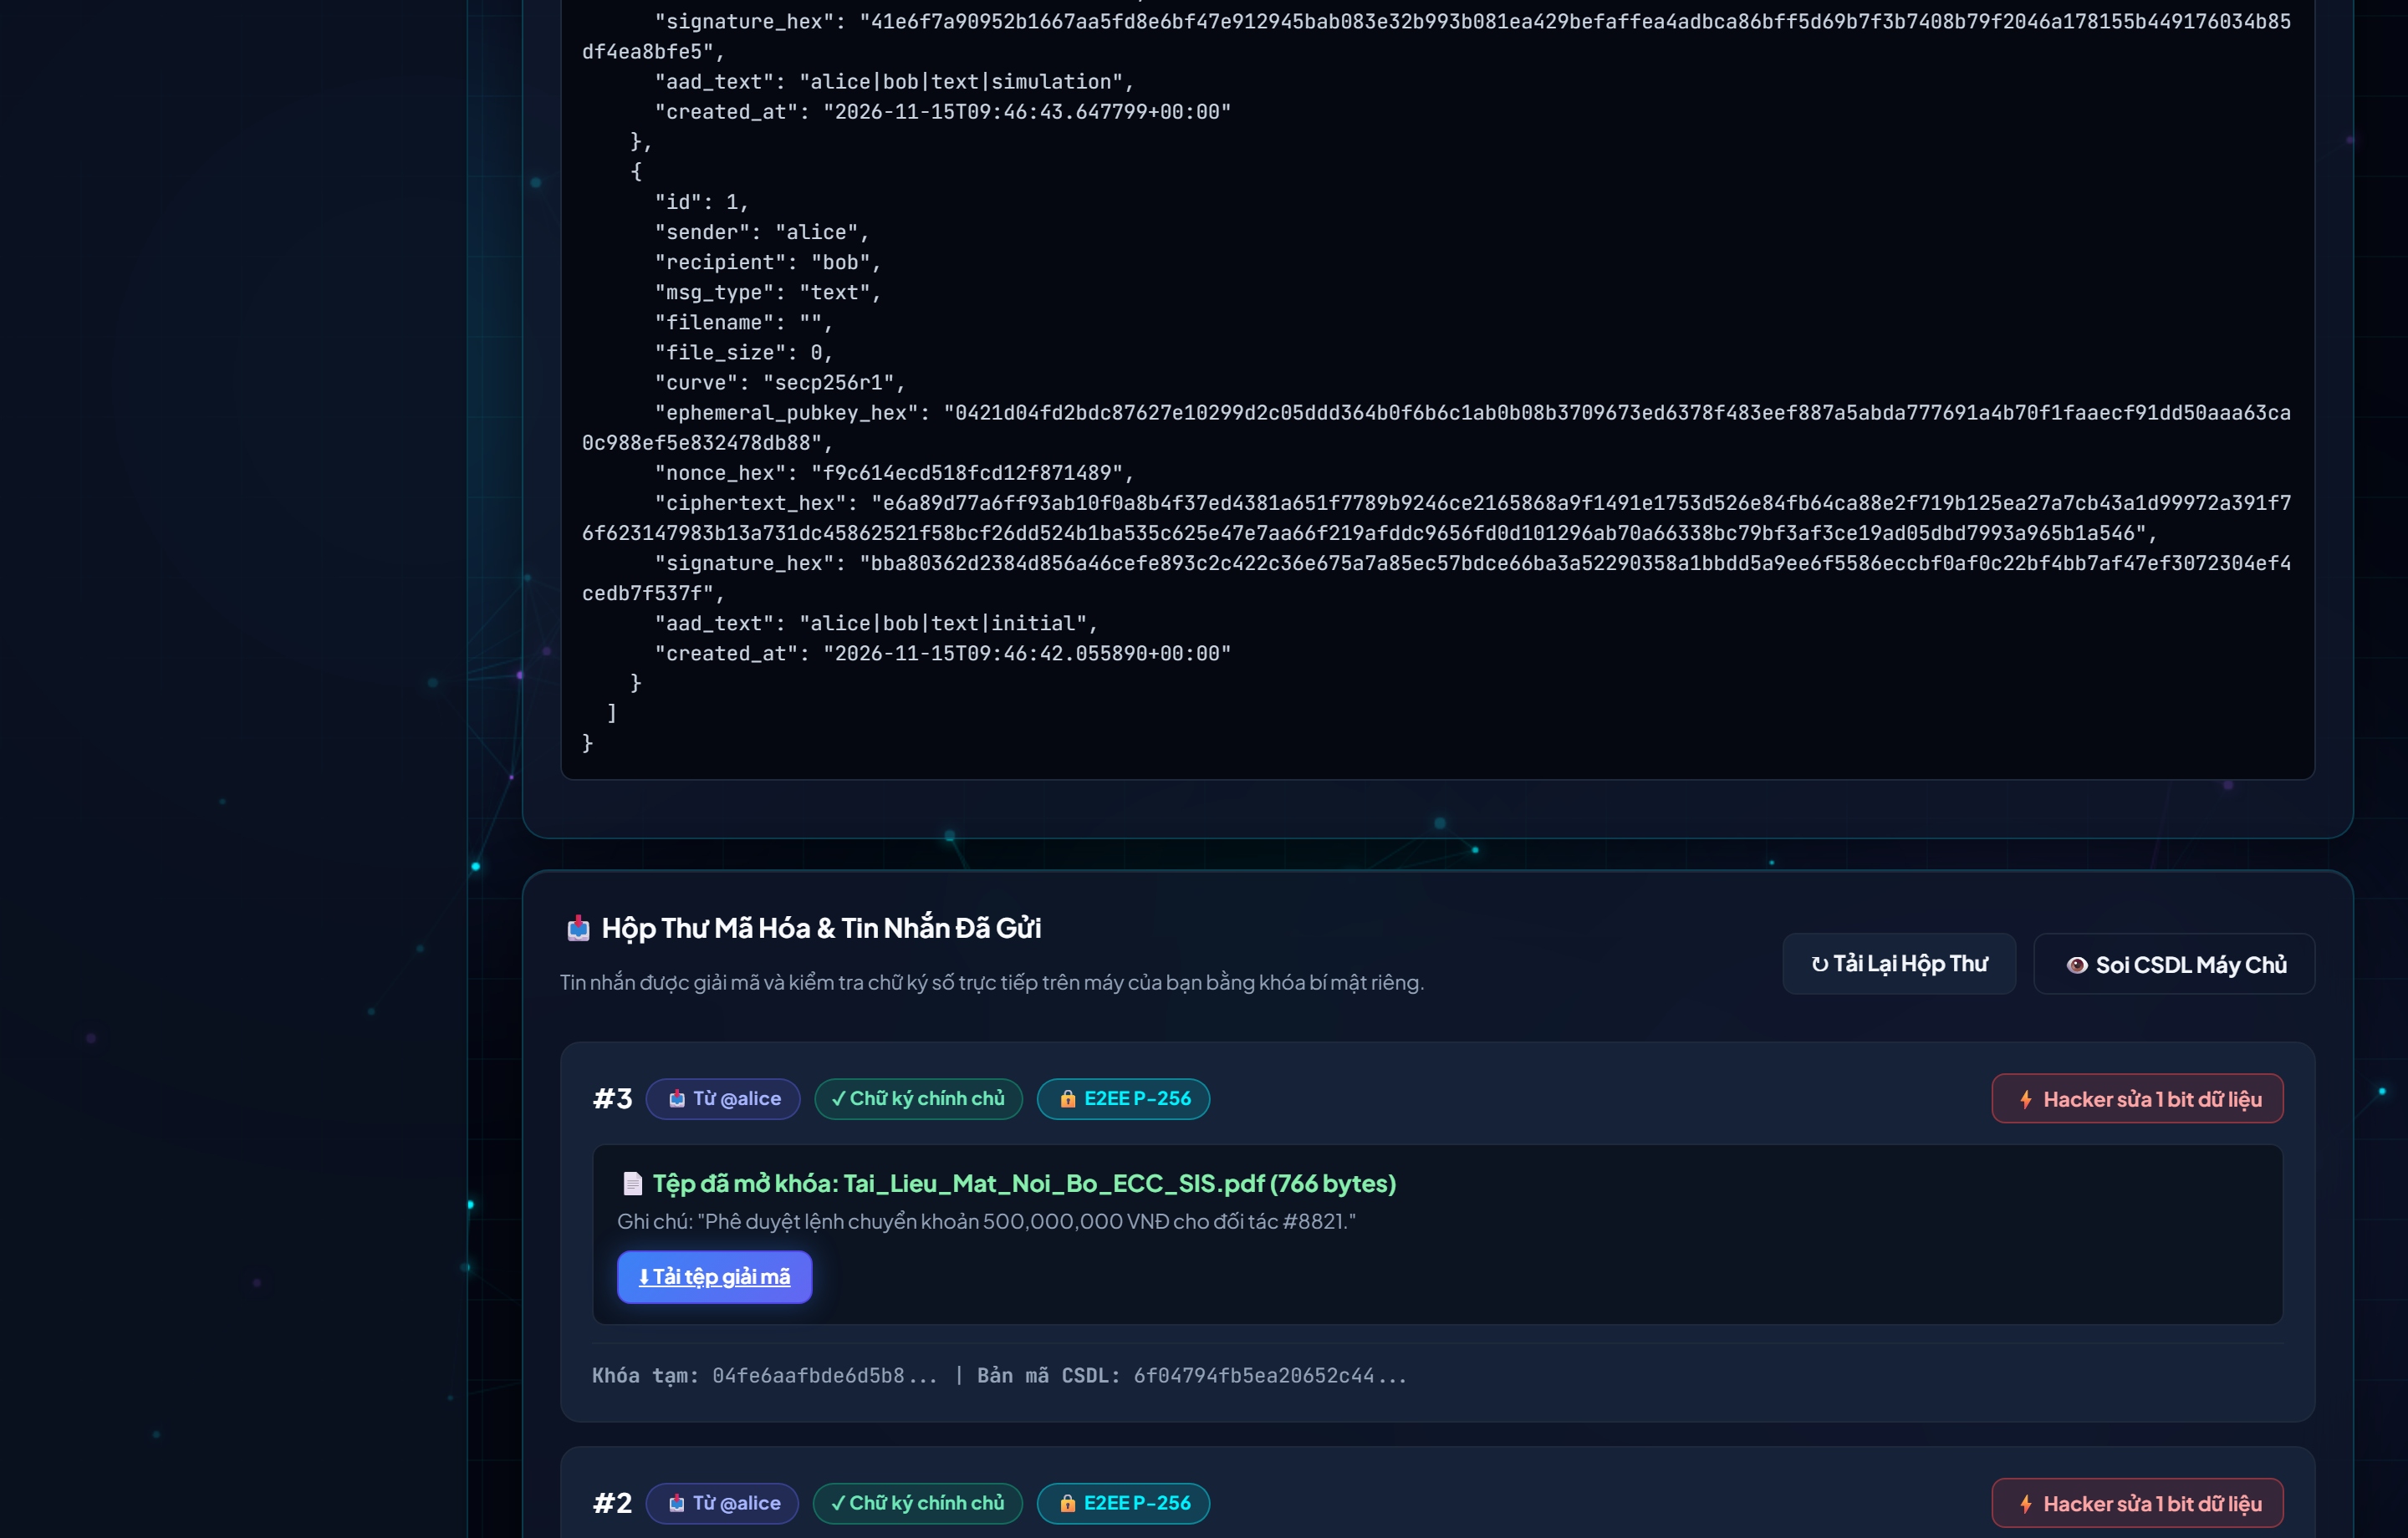 "signature_hex": "41e6f7a90952b1667aa5fd8e6bf47e912945bab083e32b993b081ea429befaffea4adbca86bff5d69b7f3b7408b79f2046a178155b449176034b85
df4ea8bfe5",
"aad_text": "alice|bob|text|simulation",
"created_at": "2026-11-15T09:46:43.647799+00:00"
},
{
"id": 1,
"sender": "alice",
"recipient": "bob",
"msg_type": "text",
"filename": "",
"file_size": 0,
"curve": "secp256r1",
"ephemeral_pubkey_hex": "0421d04fd2bdc87627e10299d2c05ddd364b0f6b6c1ab0b08b3709673ed6378f483eef887a5abda777691a4b70f1faaecf91dd50aaa63ca
0c988ef5e832478db88",
"nonce_hex": "f9c614ecd518fcd12f871489",
"ciphertext_hex": "e6a89d77a6ff93ab10f0a8b4f37ed4381a651f7789b9246ce2165868a9f1491e1753d526e84fb64ca88e2f719b125ea27a7cb43a1d99972a391f7
6f623147983b13a731dc45862521f58bcf26dd524b1ba535c625e47e7aa66f219afddc9656fd0d101296ab70a66338bc79bf3af3ce19ad05dbd7993a965b1a546",
"signature_hex": "bba80362d2384d856a46cefe893c2c422c36e675a7a85ec57bdce66ba3a52290358a1bbdd5a9ee6f5586eccbf0af0c22bf4bb7af47ef3072304ef4
cedb7f537f",
"aad_text": "alice|bob|text|initial",
"created_at": "2026-11-15T09:46:42.055890+00:00"
}
]
}
📥 Hộp Thư Mã Hóa & Tin Nhắn Đã Gửi
Tin nhắn được giải mã và kiểm tra chữ ký số trực tiếp trên máy của bạn bằng khóa bí mật riêng.
↻ Tải Lại Hộp Thư
👁️ Soi CSDL Máy Chủ
#3 📥 Từ @alice ✓ Chữ ký chính chủ 🔒 E2EE P-256 ⚡ Hacker sửa 1 bit dữ liệu
📄 Tệp đã mở khóa: Tai_Lieu_Mat_Noi_Bo_ECC_SIS.pdf (766 bytes)
Ghi chú: "Phê duyệt lệnh chuyển khoản 500,000,000 VNĐ cho đối tác #8821."
⬇ Tải tệp giải mã
Khóa tạm: 04fe6aafbde6d5b8... | Bản mã CSDL: 6f04794fb5ea20652c44...
#2 📥 Từ @alice ✓ Chữ ký chính chủ 🔒 E2EE P-256 ⚡ Hacker sửa 1 bit dữ liệu